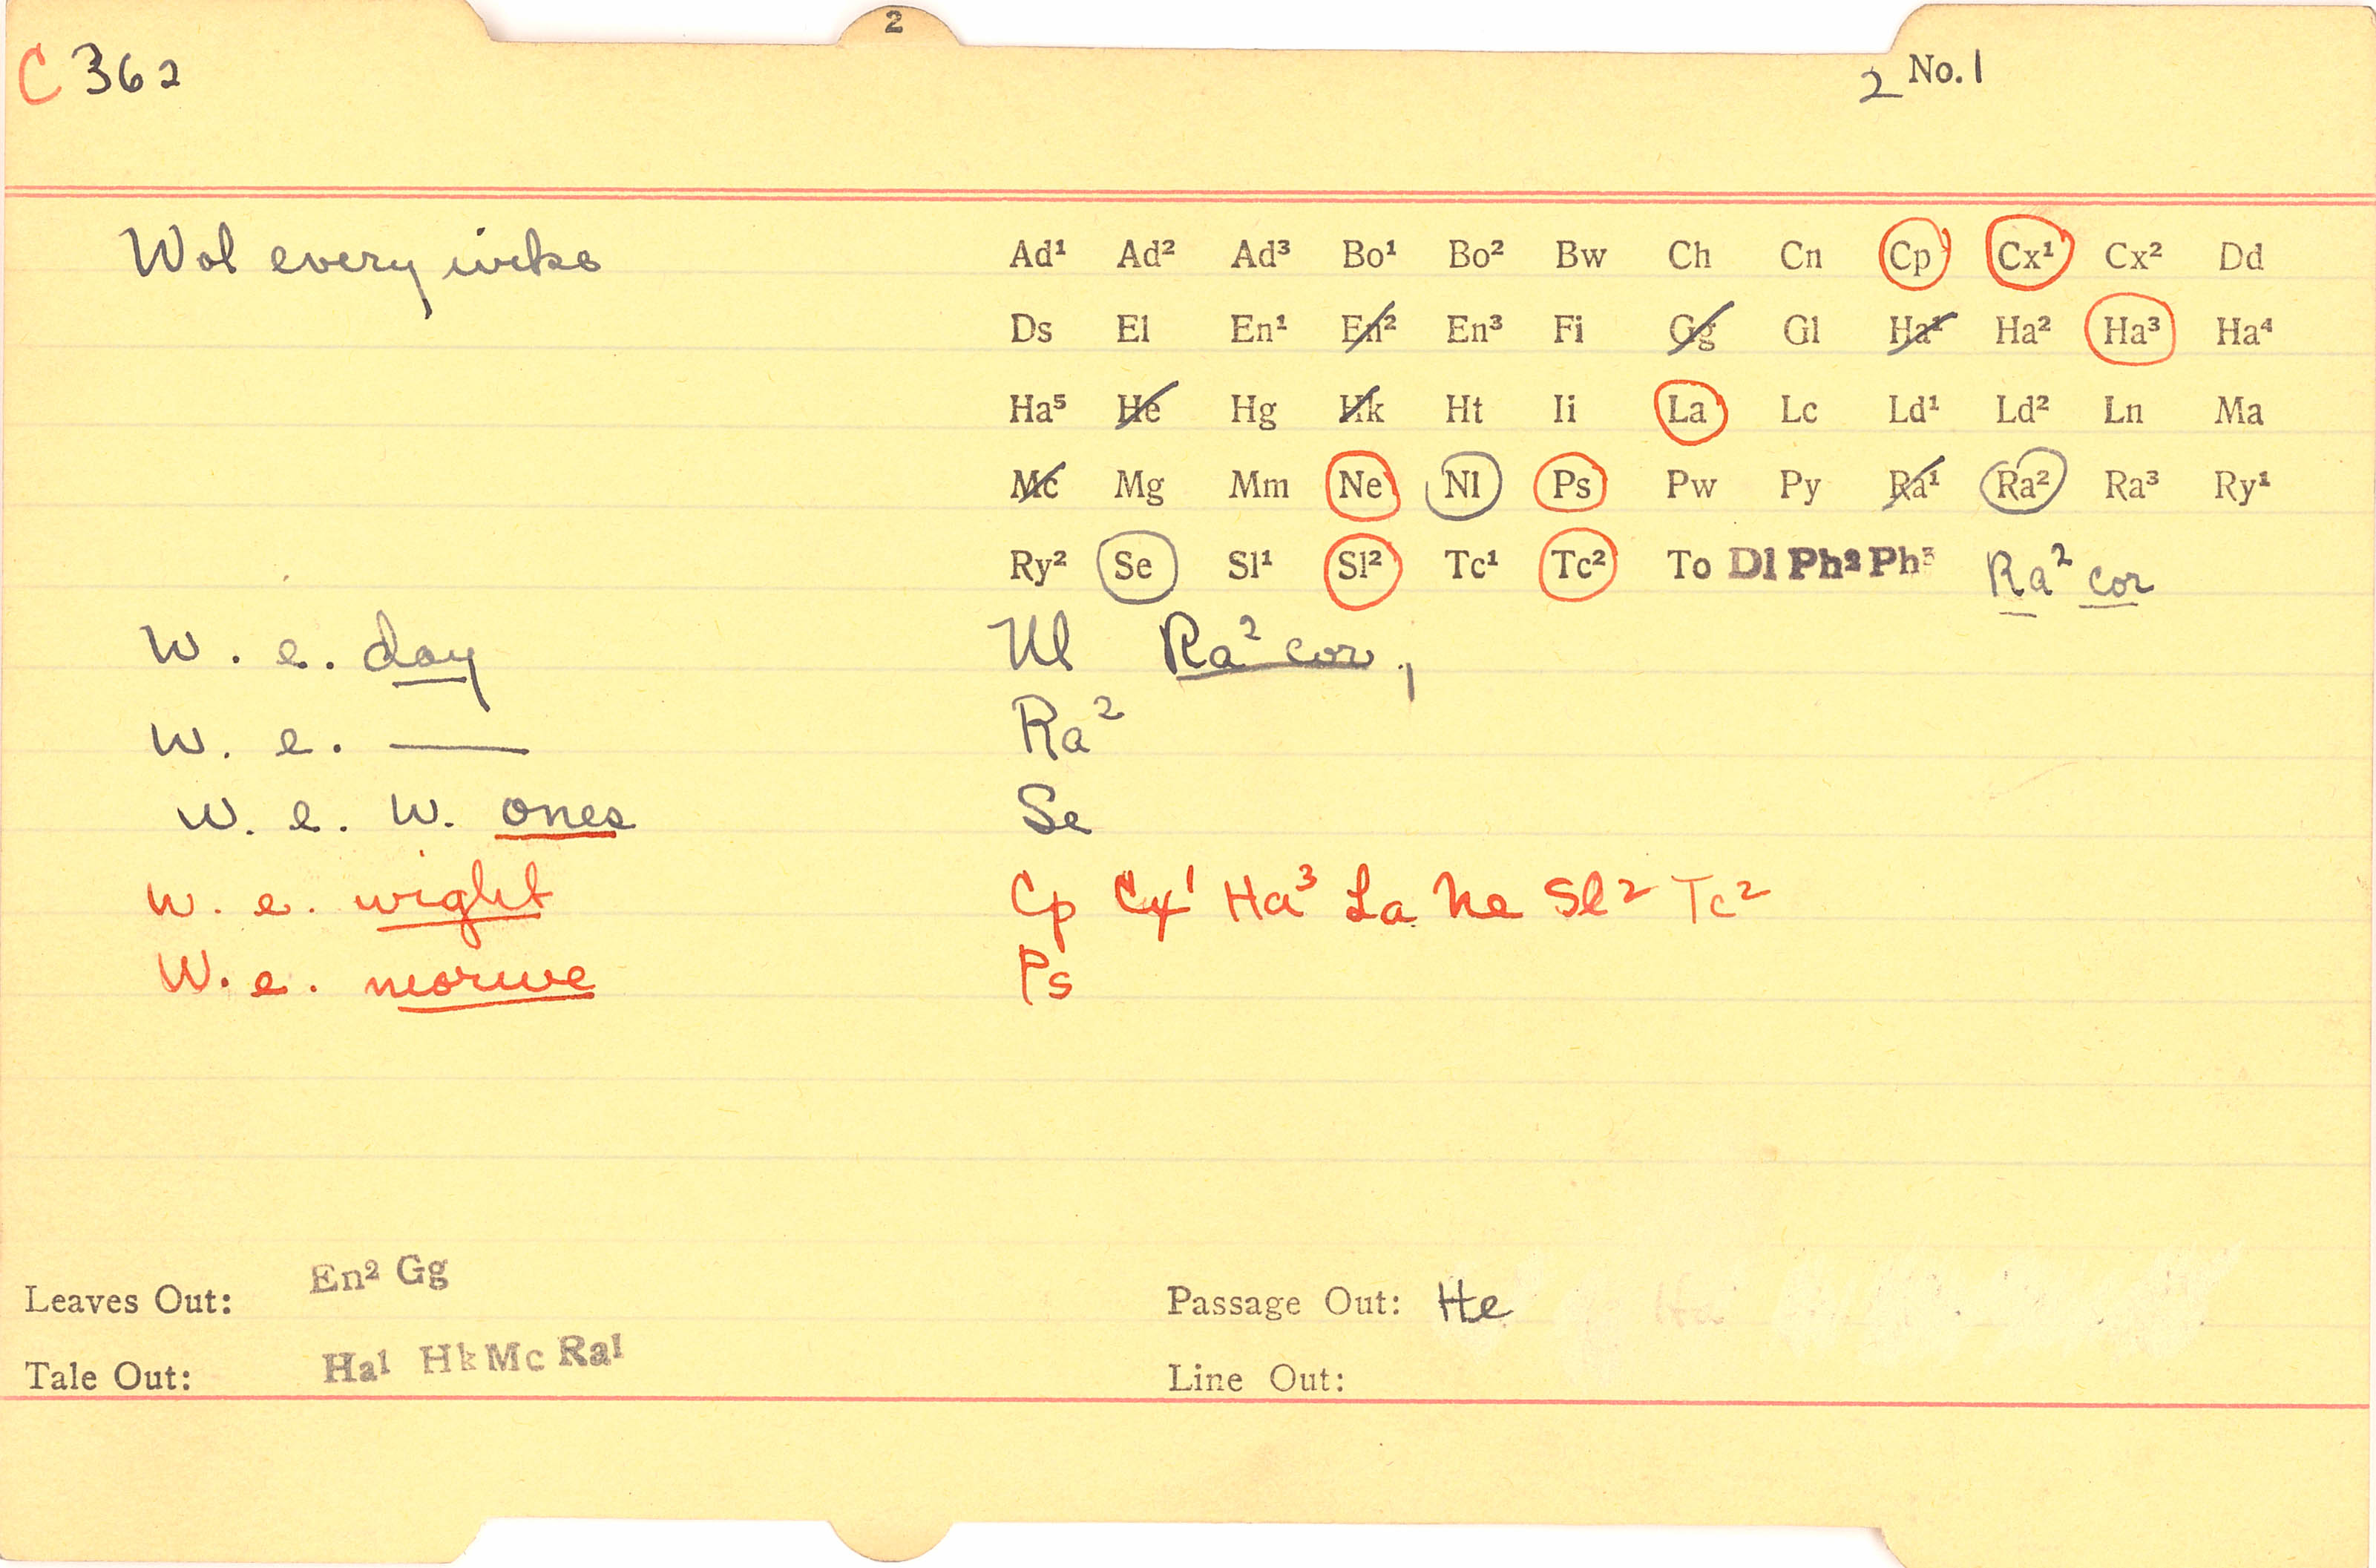 2
C 362
2 No. 1
Wol every wike
Ad¹ Ad² Ad³ Bo¹ Bo² Bw Ch Cn Cp Cx¹ Cx² Dd
Ds El En¹ En² En³ Fi Gg Gl Ha¹ Ha² Ha³ Ha⁴
Ha⁵ He Hg Hk Ht Ii La Lc Ld¹ Ld² Ln Ma
Mc Mg Mm Ne Nl Ps Pw Py Ra¹ Ra² Ra³ Ry¹
Ry² Se Sl¹ Sl² Tc¹ Tc² To Dl Ph² Ph³ Ra² cor
W. e. day Nl Ra² cor,
W. e. — Ra²
W. e. W. ones Se
W. e. wight Cp Cx¹ Ha³ La Ne Sl² Tc²
W. e. morwe Ps
Leaves Out: En² Gg
Passage Out: He
Tale Out: Ha¹ Hk Mc Ra¹
Line Out: